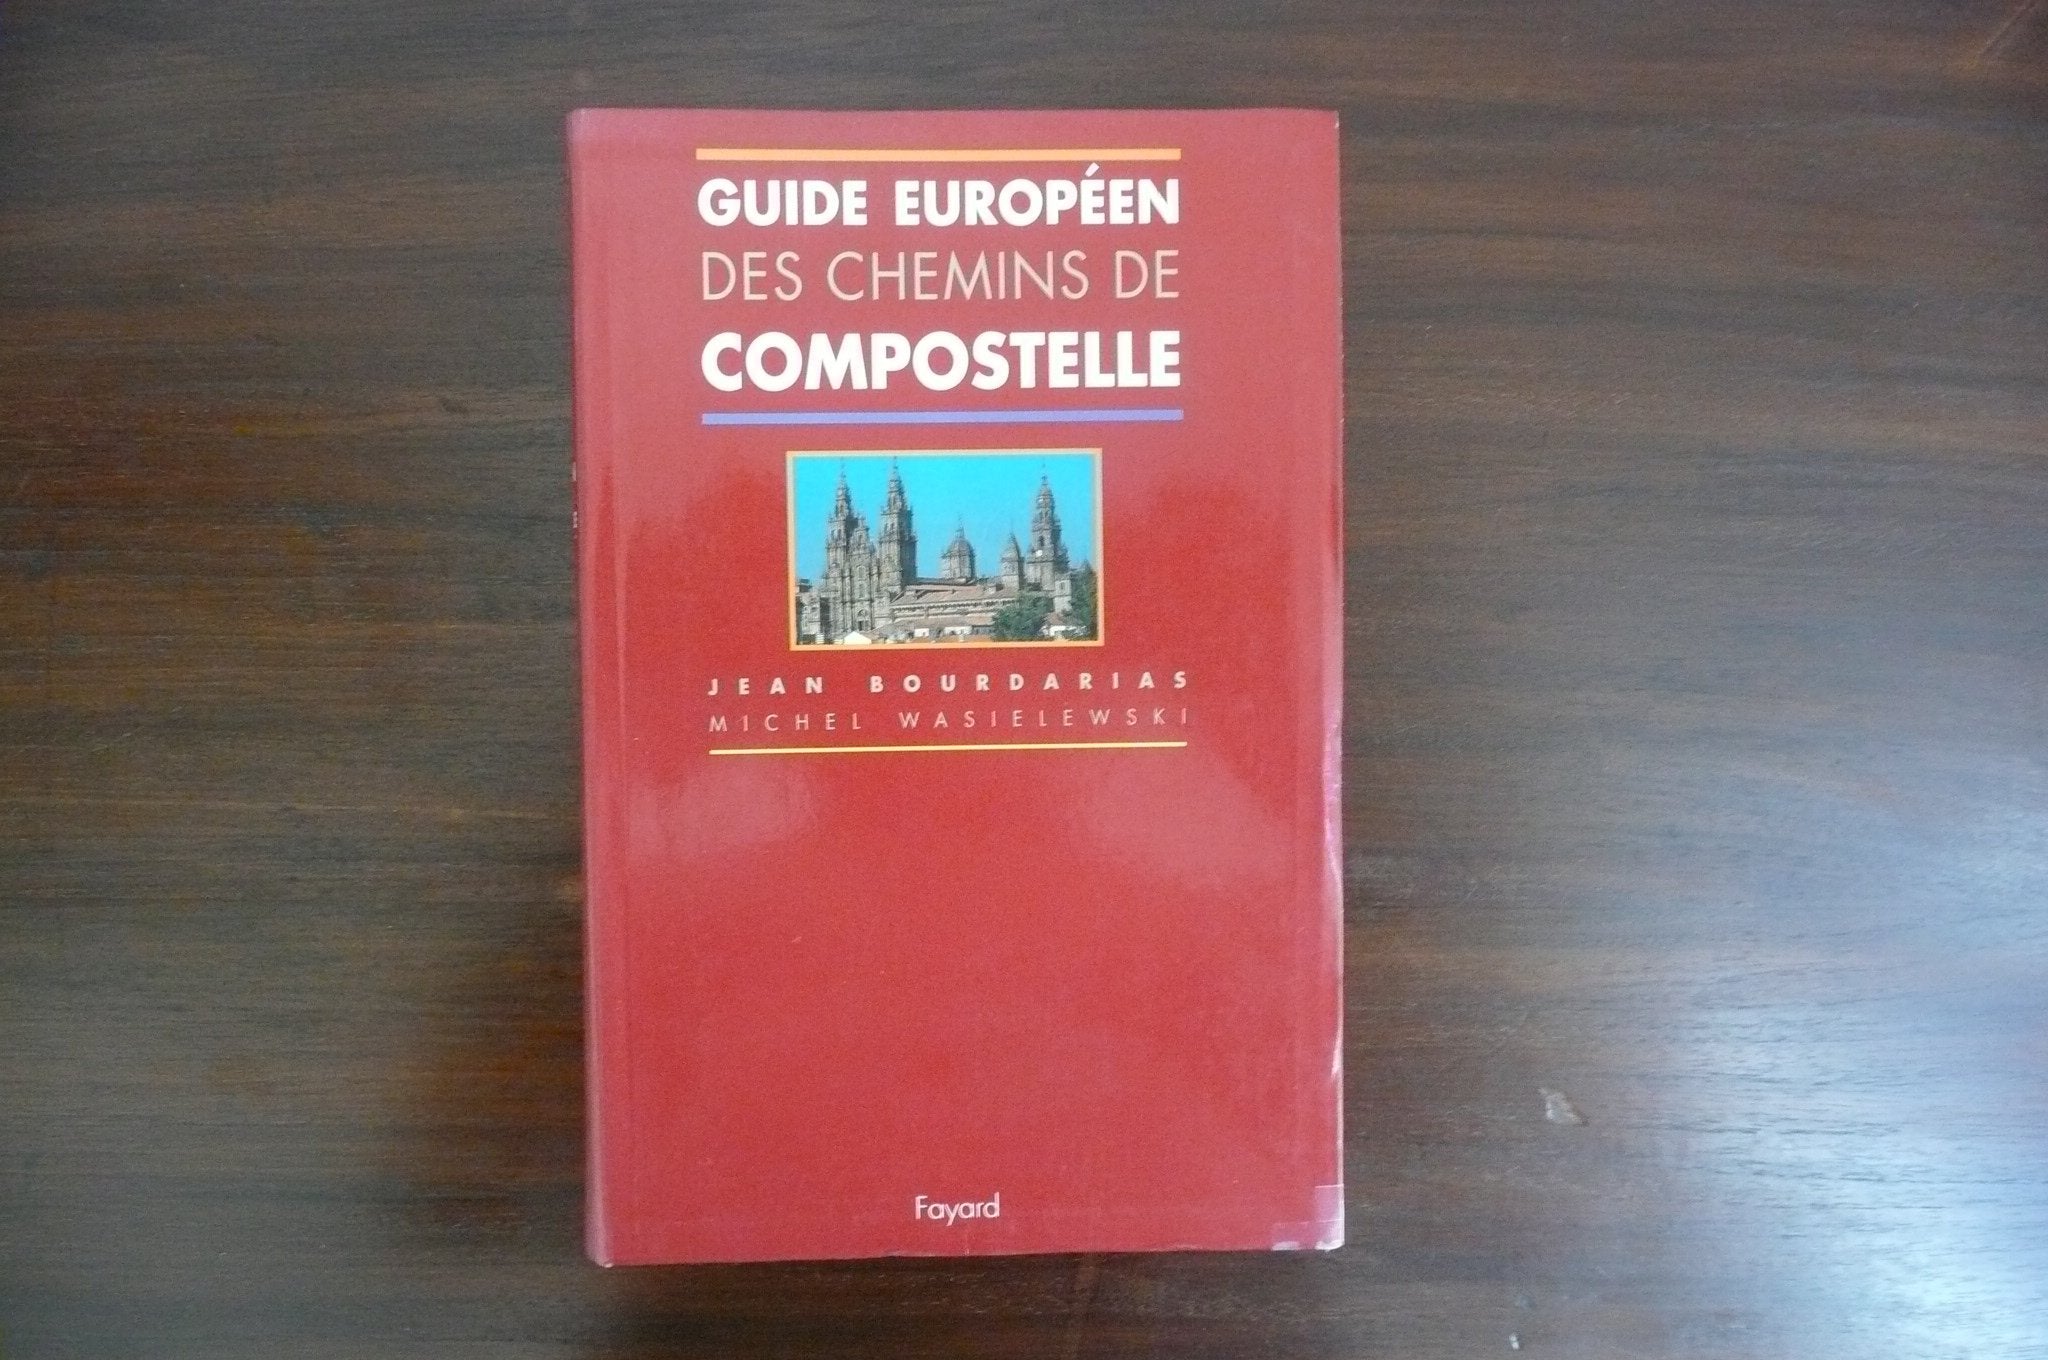 GUIDE EUROPÉEN
DES CHEMINS DE
COMPOSTELLE
JEAN BOURDARIAS
MICHEL WASIELEWSKI
Fayard